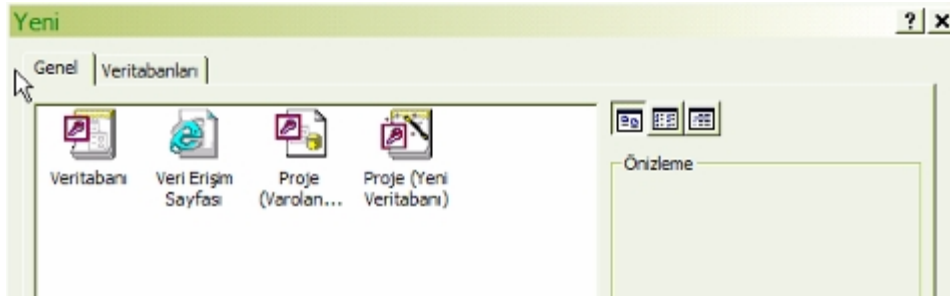 Yeni
Genel
Veritabanları
Veritabanı
Veri Erişim
Sayfası
Proje
(Varolan...
Proje (Yeni
Veritabanı)
Önizleme